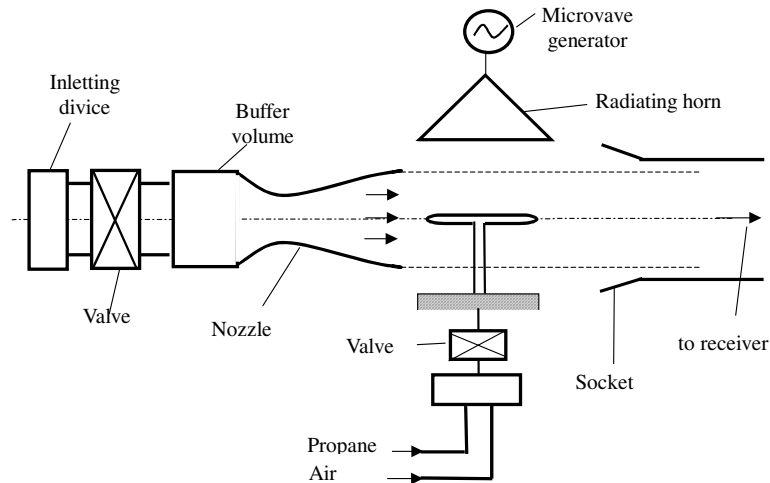 Microvave
generator
Inletting
divice
Radiating horn
Buffer
volume
Valve
Nozzle
Valve
to receiver
Socket
Propane
Air